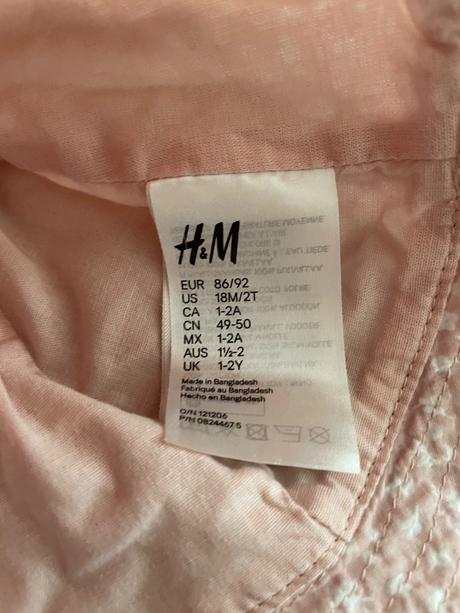 H&M
EUR 86/92
US 18M/2T
CA 1-2A
CN 49-50
MX 1-2A
AUS 1½-2
UK 1-2Y
Made in Bangladesh
Fabriqué au Bangladesh
Hecho en Bangladesh
O/N 121206
P/N 0824467 5